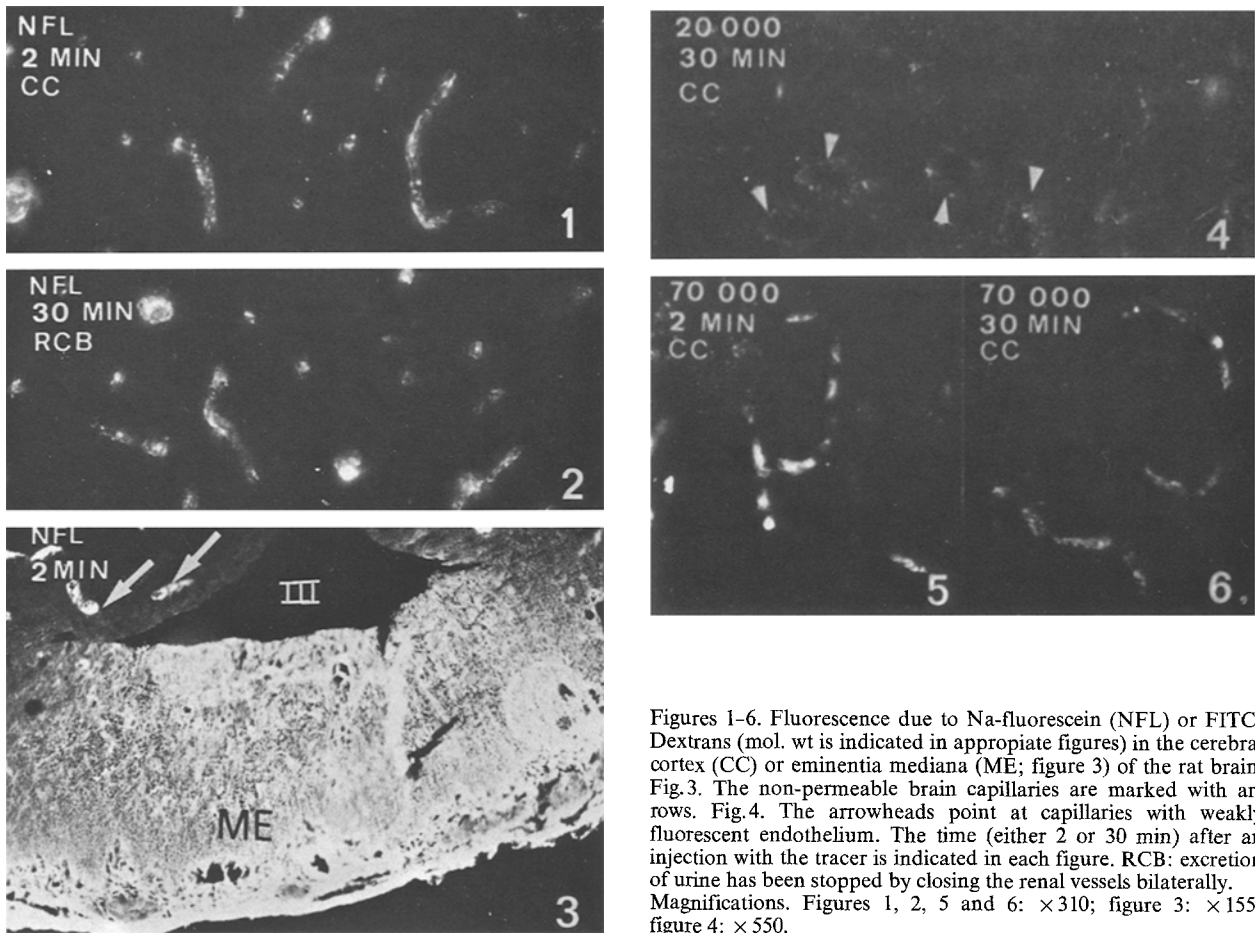 NFL
2 MIN
CC
1
NFL
30 MIN
RCB
2
NFL
2 MIN
III
ME
3
20 000
30 MIN
CC
4
70 000
2 MIN
CC
5
70 000
30 MIN
CC
6
Figures 1–6. Fluorescence due to Na-fluorescein (NFL) or FITC
Dextrans (mol. wt is indicated in appropiate figures) in the cerebra
cortex (CC) or eminentia mediana (ME; figure 3) of the rat brain
Fig. 3. The non-permeable brain capillaries are marked with ar
rows. Fig. 4. The arrowheads point at capillaries with weakl
fluorescent endothelium. The time (either 2 or 30 min) after an
injection with the tracer is indicated in each figure. RCB: excretion
of urine has been stopped by closing the renal vessels bilaterally.
Magnifications. Figures 1, 2, 5 and 6: ×310; figure 3: ×155
figure 4: ×550.